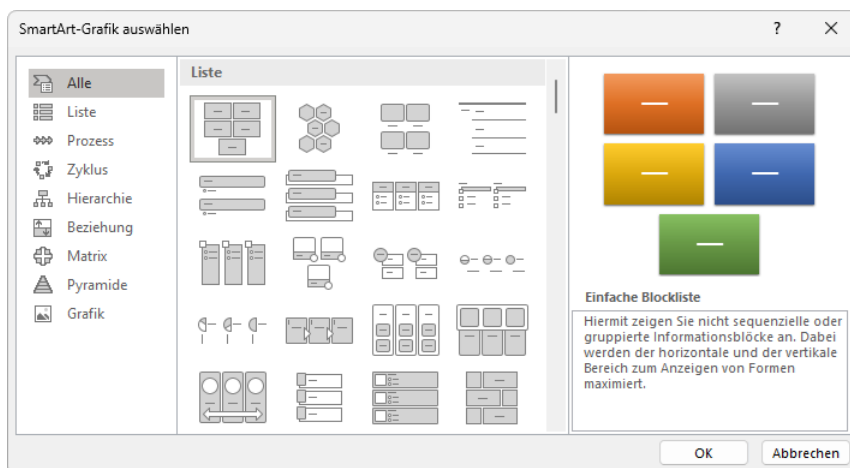 SmartArt-Grafik auswählen
?
Alle
Liste
Prozess
Zyklus
Hierarchie
Beziehung
Matrix
Pyramide
Grafik
Liste
Einfache Blockliste
Hiermit zeigen Sie nicht sequenzielle oder
gruppierte Informationsblöcke an. Dabei
werden der horizontale und der vertikale
Bereich zum Anzeigen von Formen
maximiert.
OK
Abbrechen